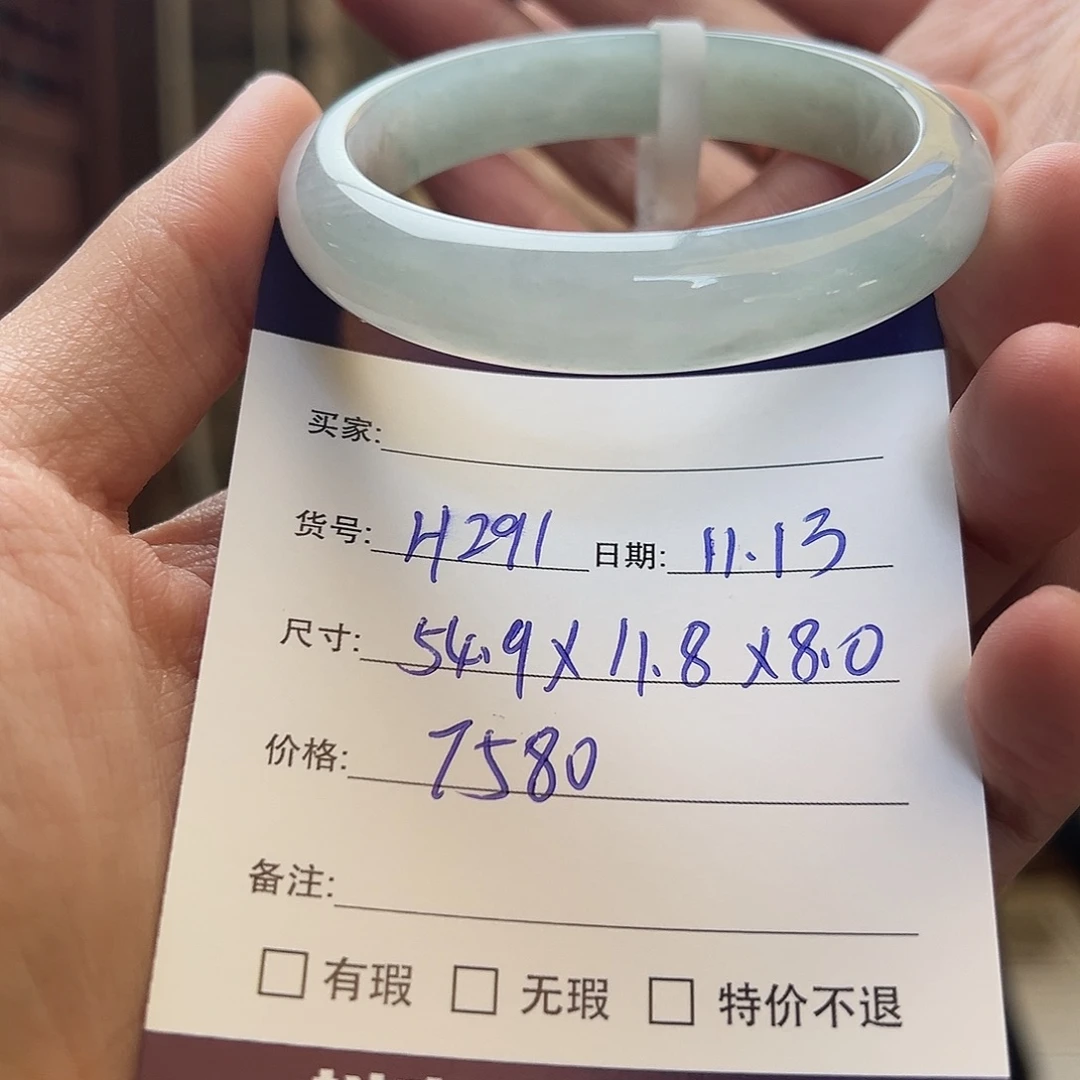 买家:
货号: H291 日期: 11.13
尺寸: 54.9X11.8X8.0
价格: 7580
备注:
□ 有瑕 □ 无瑕 □ 特价不退